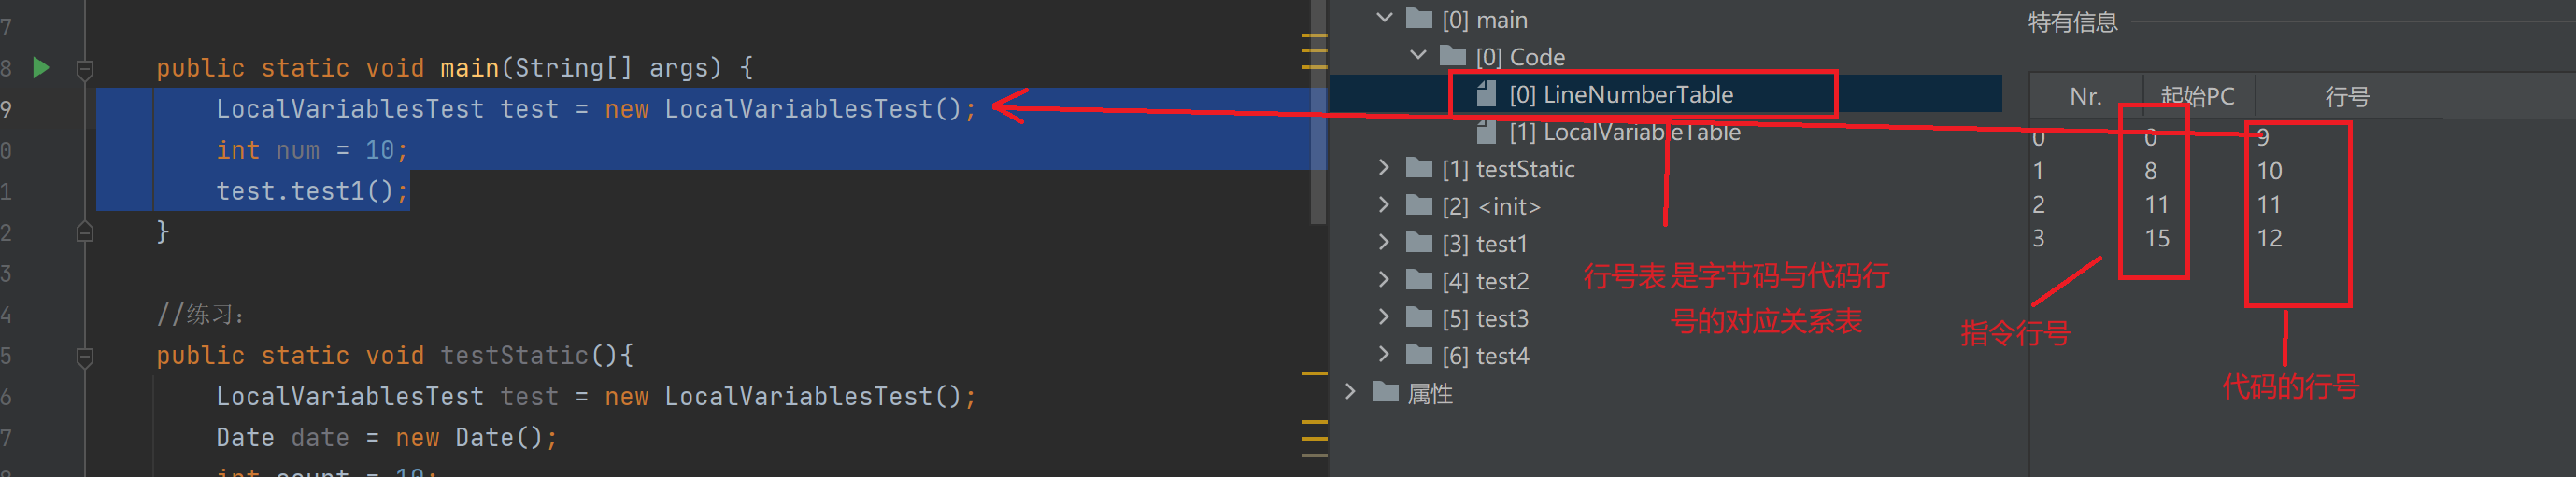 7
8 public static void main(String[] args) {
9 LocalVariablesTest test = new LocalVariablesTest();
0 int num = 10;
1 test.test1();
2 }
3
4 //练习:
5 public static void testStatic(){
6 LocalVariablesTest test = new LocalVariablesTest();
7 Date date = new Date();
int count = 10;
[0] main
[0] Code
[0] LineNumberTable
[1] LocalVariableTable
[1] testStatic
[2] <init>
[3] test1
[4] test2
[5] test3
[6] test4
属性
行号表 是字节码与代码行
号的对应关系表
特有信息
Nr. 起始PC 行号
0 0 9
1 8 10
2 11 11
3 15 12
指令行号
代码的行号